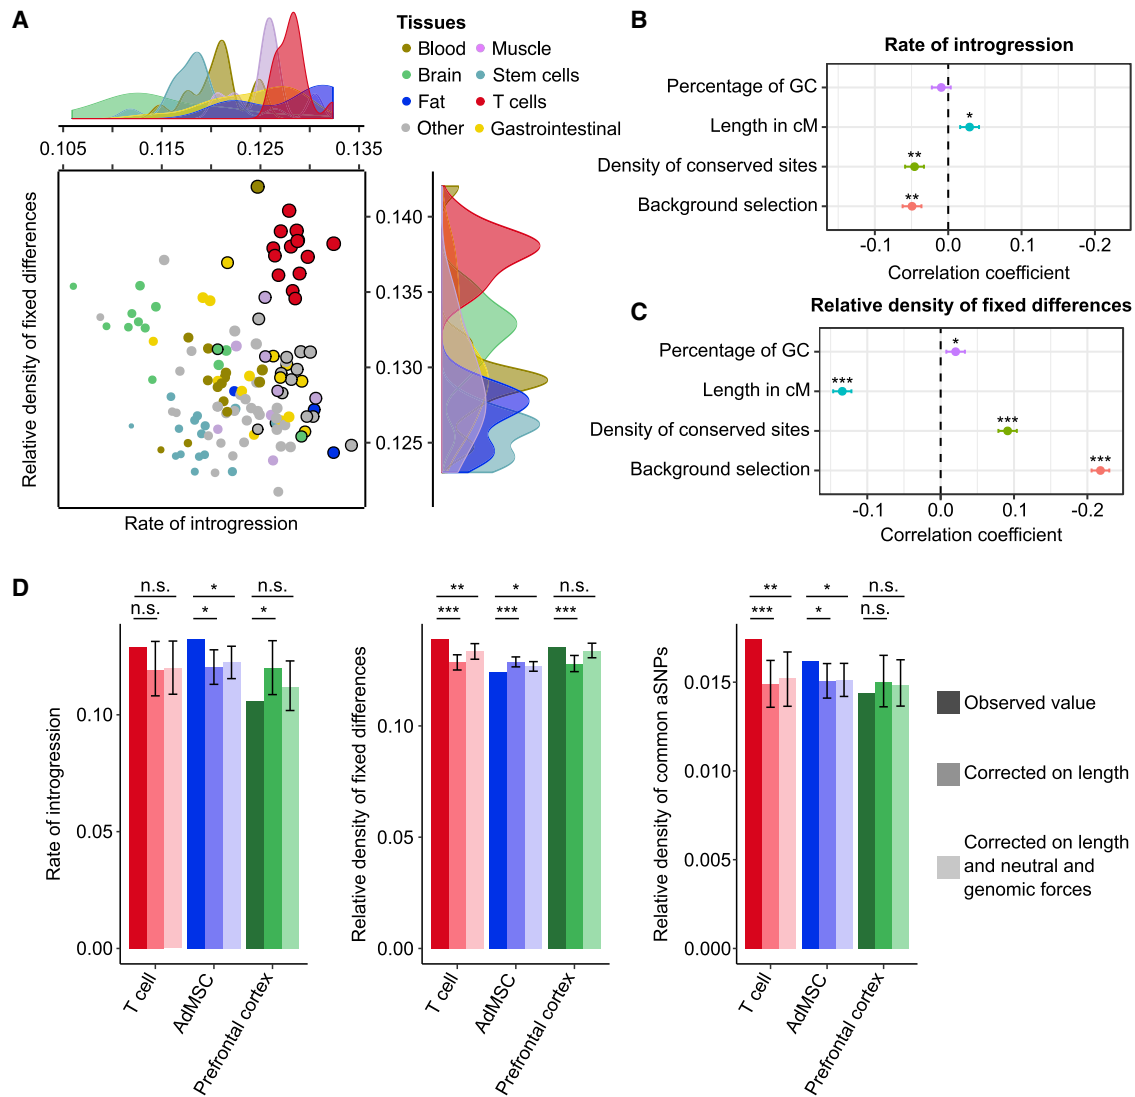 A
Tissues
Blood
Muscle
Brain
Stem cells
Fat
T cells
Other
Gastrointestinal
0.105
0.115
0.125
0.135
Relative density of fixed differences
0.140
0.135
0.130
0.125
Rate of introgression
B
Rate of introgression
Percentage of GC
Length in cM
*
Density of conserved sites
**
Background selection
**
-0.1
0.0
0.1
-0.2
Correlation coefficient
C
Relative density of fixed differences
Percentage of GC
*
Length in cM
***
Density of conserved sites
***
Background selection
***
-0.1
0.0
0.1
-0.2
Correlation coefficient
D
n.s.
*
n.s.
n.s.
*
*
Rate of introgression
0.10
0.05
0.00
T cell
AdMSC
Prefrontal cortex
**
*
n.s.
***
***
***
Relative density of fixed differences
0.10
0.05
0.00
T cell
AdMSC
Prefrontal cortex
**
*
n.s.
***
*
n.s.
Relative density of common aSNPs
0.015
0.010
0.005
0.000
T cell
AdMSC
Prefrontal cortex
Observed value
Corrected on length
Corrected on length
and neutral and
genomic forces